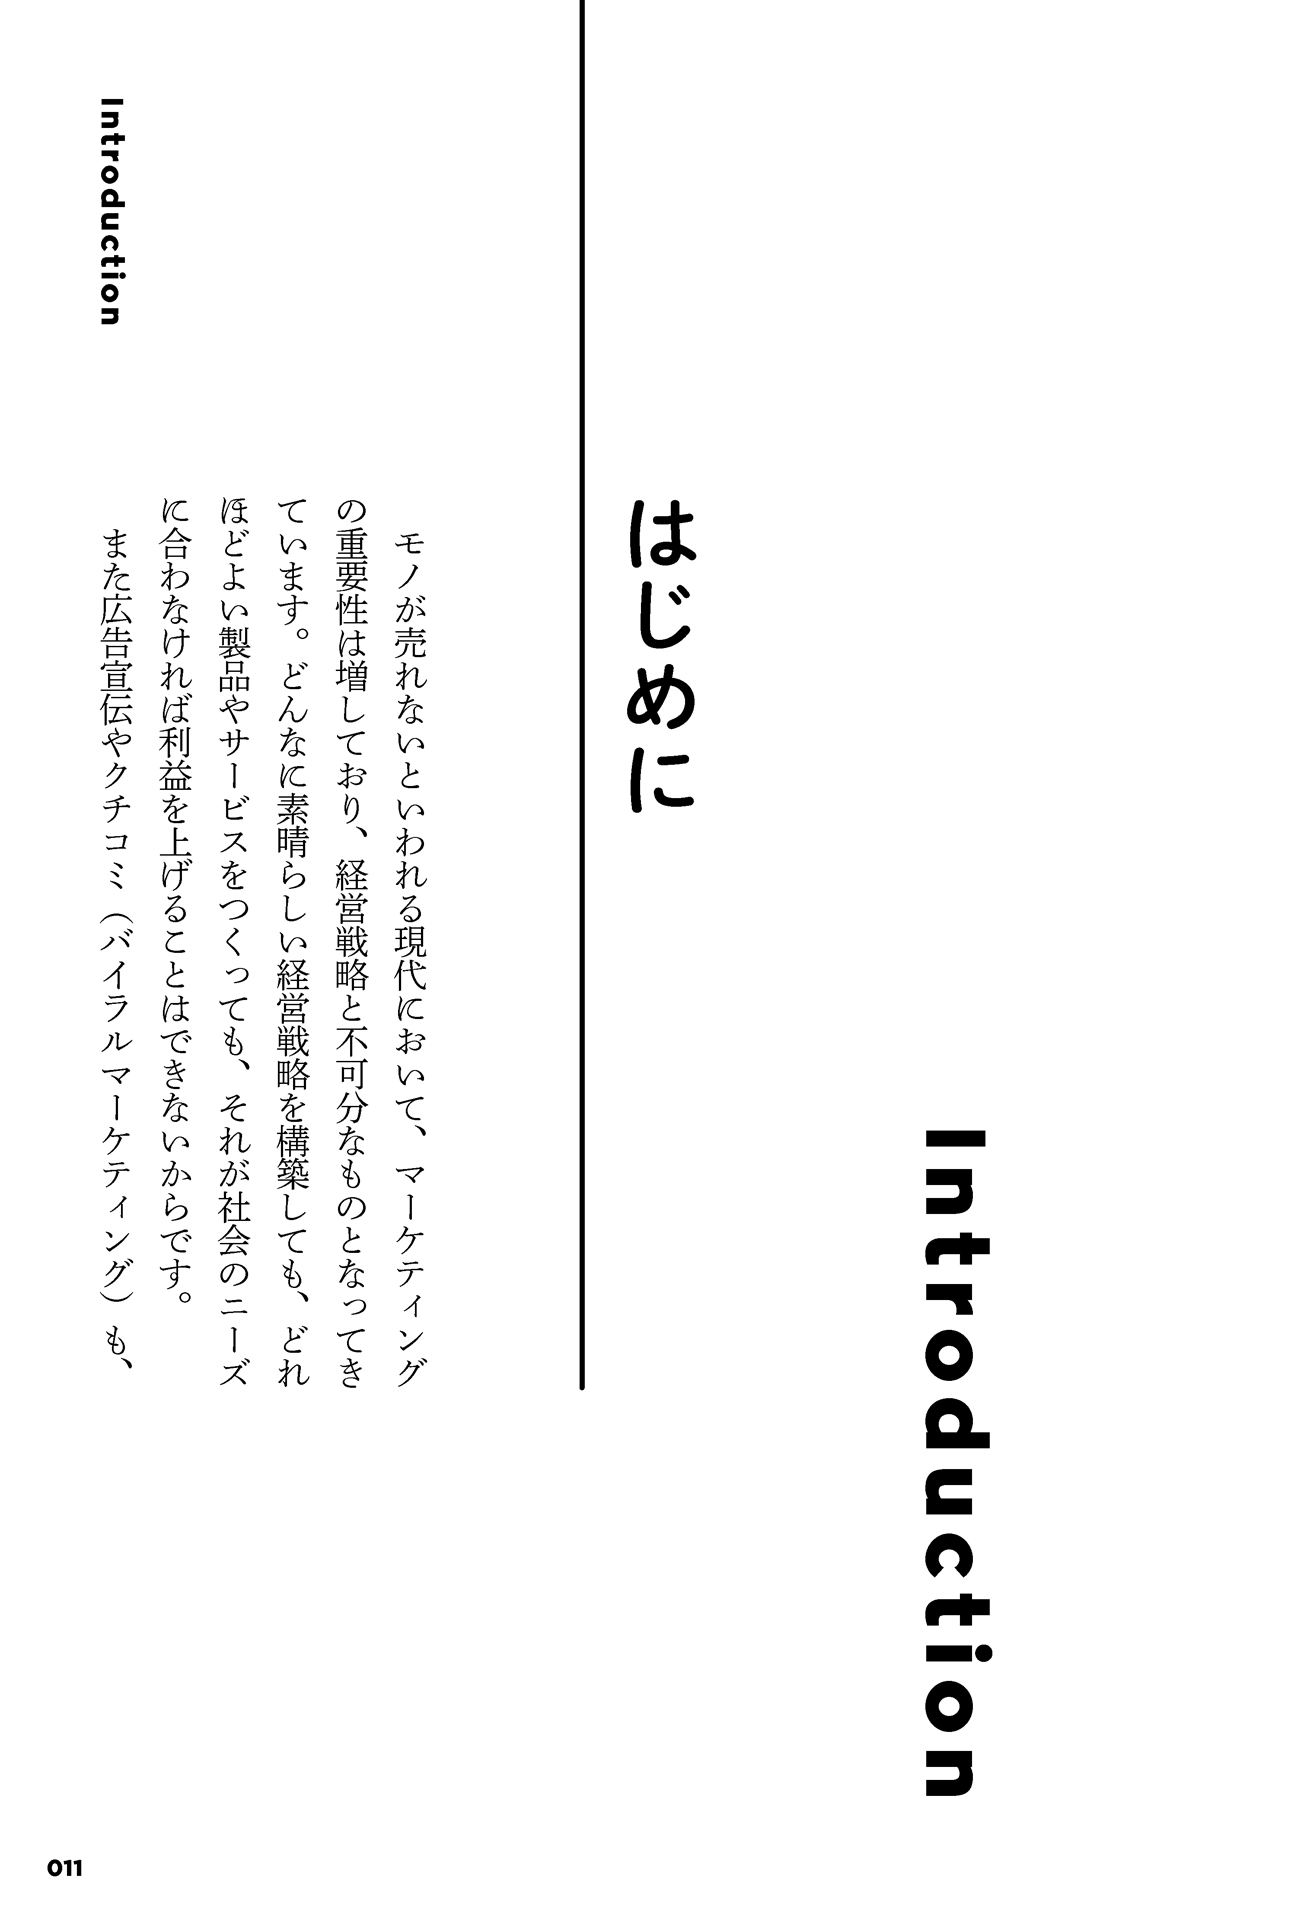 Introduction
はじめに
モノが売れないといわれる現代において、マーケティング
の重要性は増しており、経営戦略と不可分なものとなってき
ています。どんなに素晴らしい経営戦略を構築しても、どれ
ほどよい製品やサービスをつくっても、それが社会のニーズ
に合わなければ利益を上げることはできないからです。
また広告宣伝やクチコミ（バイラルマーケティング）も、
Introduction
011